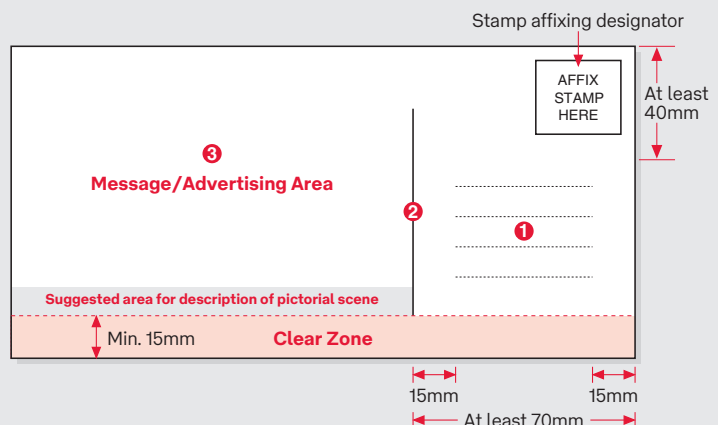 Stamp affixing designator
AFFIX
STAMP
HERE
At least
40mm
3
Message/Advertising Area
2
1
Suggested area for description of pictorial scene
Min. 15mm
Clear Zone
15mm
15mm
At least 70mm